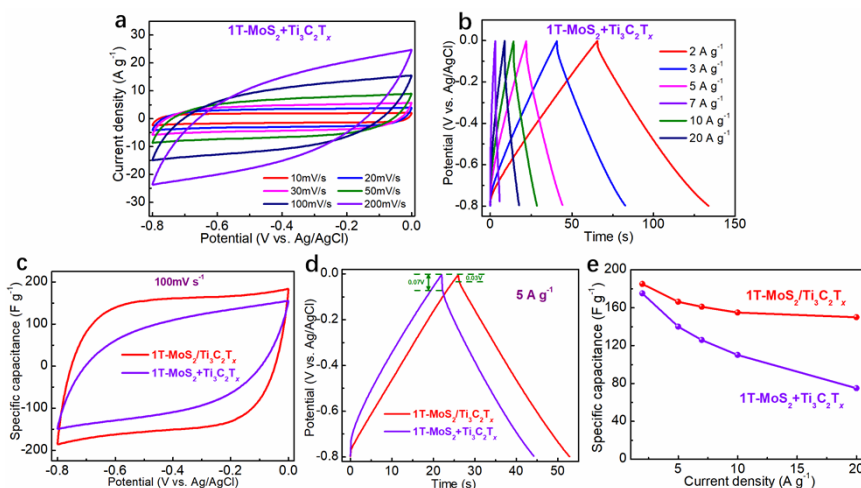 a
1T-MoS₂+Ti₃C₂Tₓ
Current density (A g⁻¹)
30
20
10
0
-10
-20
-30
10mV/s
20mV/s
30mV/s
50mV/s
100mV/s
200mV/s
-0.8
-0.6
-0.4
-0.2
0.0
Potential (V vs. Ag/AgCl)
b
1T-MoS₂+Ti₃C₂Tₓ
Potential (V vs. Ag/AgCl)
0.0
-0.2
-0.4
-0.6
-0.8
2 A g⁻¹
3 A g⁻¹
5 A g⁻¹
7 A g⁻¹
10 A g⁻¹
20 A g⁻¹
0
50
100
150
Time (s)
c
100mV s⁻¹
Specific capacitance (F g⁻¹)
200
150
100
50
0
-50
-100
-150
-200
1T-MoS₂/Ti₃C₂Tₓ
1T-MoS₂+Ti₃C₂Tₓ
-0.8
-0.6
-0.4
-0.2
0.0
Potential (V vs. Ag/AgCl)
d
0.07V
0.03V
5 A g⁻¹
Potential (V vs. Ag/AgCl)
0.0
-0.2
-0.4
-0.6
-0.8
1T-MoS₂/Ti₃C₂Tₓ
1T-MoS₂+Ti₃C₂Tₓ
0
10
20
30
40
50
Time (s)
e
Specific capacitance (F g⁻¹)
200
160
120
80
40
0
1T-MoS₂/Ti₃C₂Tₓ
1T-MoS₂+Ti₃C₂Tₓ
5
10
15
20
Current density (A g⁻¹)